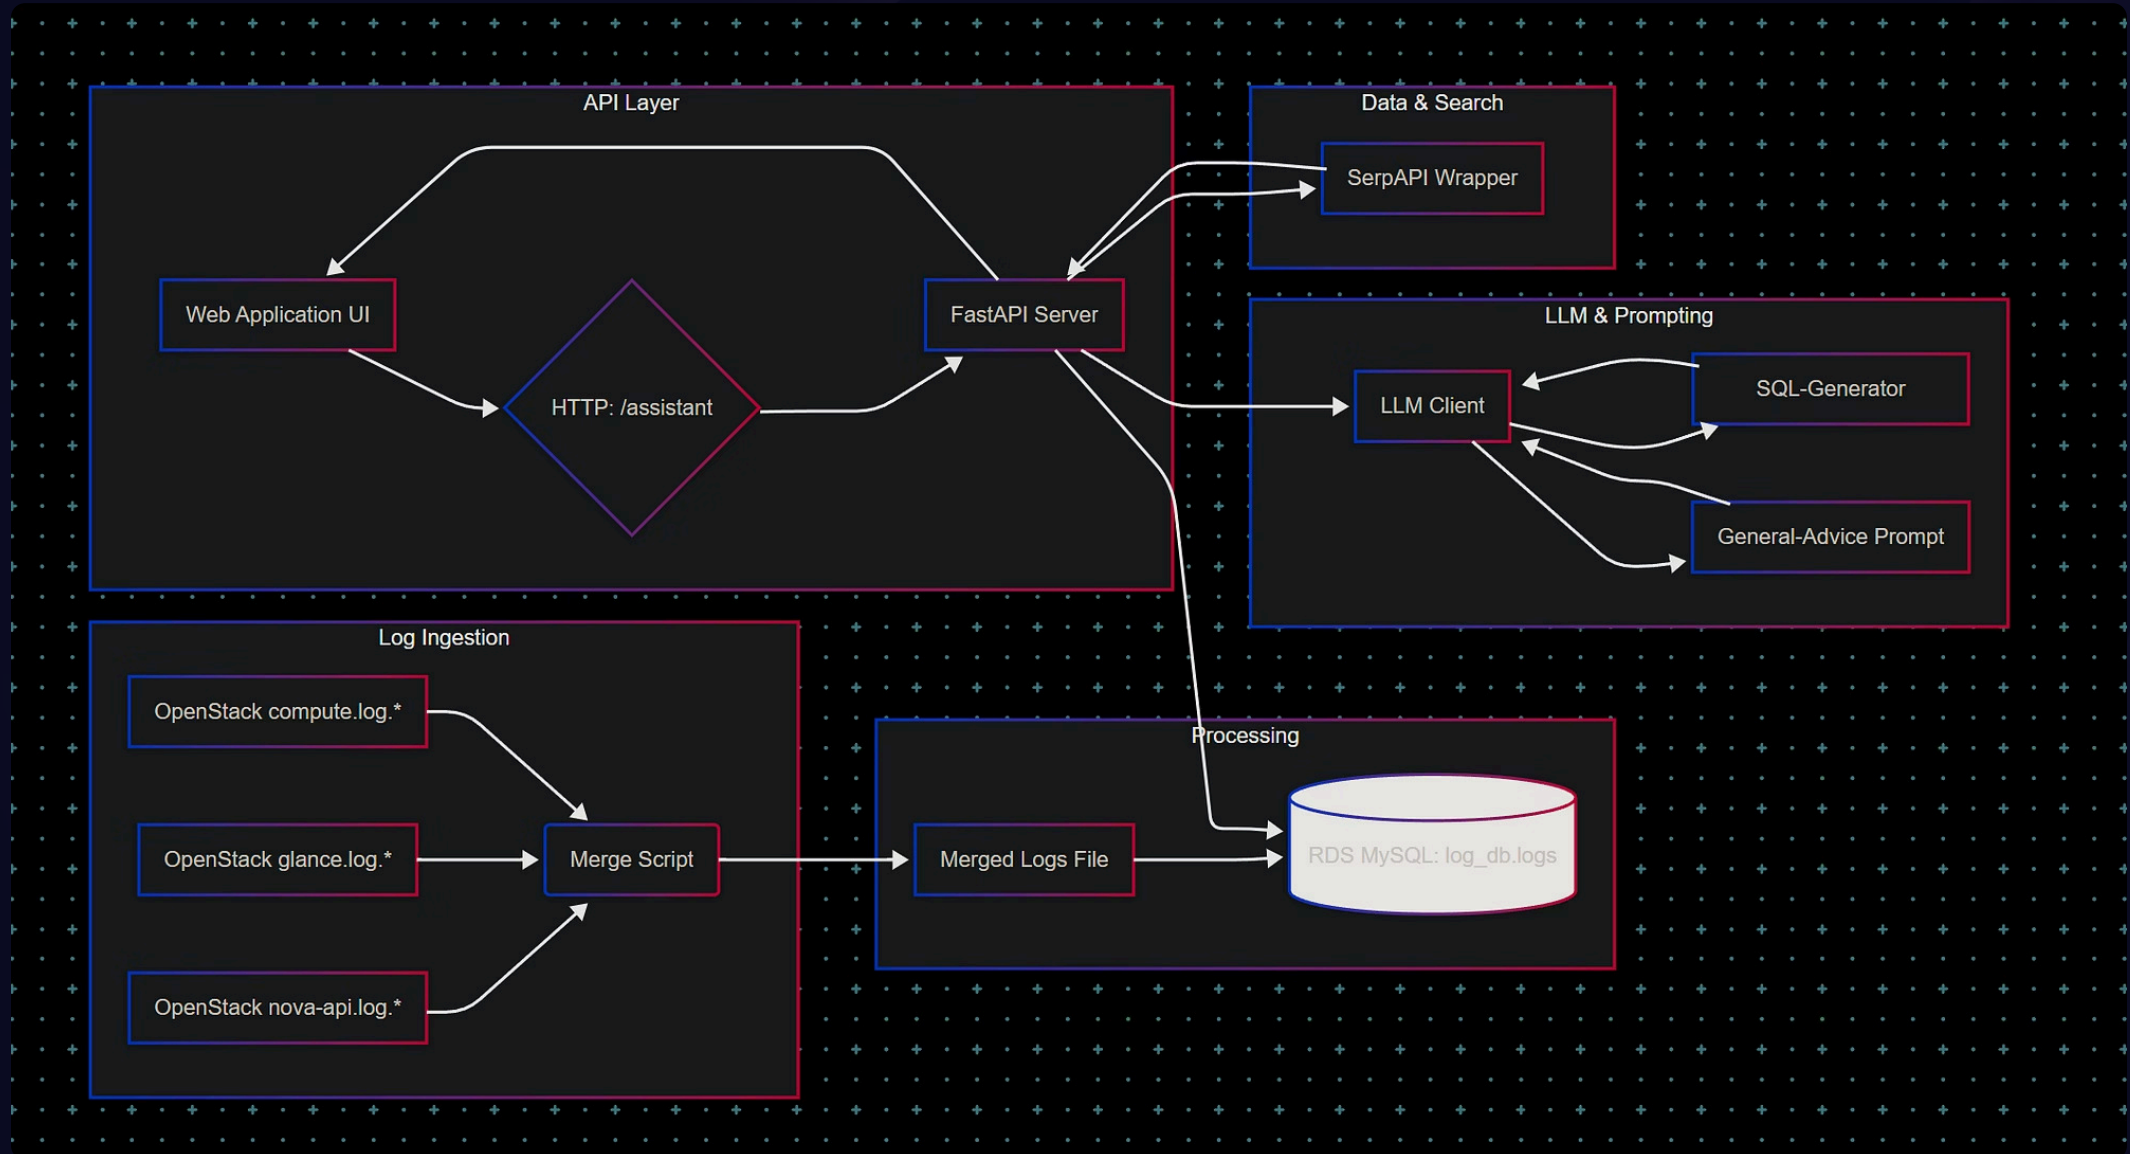 API Layer
Web Application UI
HTTP: /assistant
FastAPI Server
Data & Search
SerpAPI Wrapper
LLM & Prompting
LLM Client
SQL-Generator
General-Advice Prompt
Log Ingestion
OpenStack compute.log.*
OpenStack glance.log.*
OpenStack nova-api.log.*
Merge Script
Processing
Merged Logs File
RDS MySQL: log_db.logs